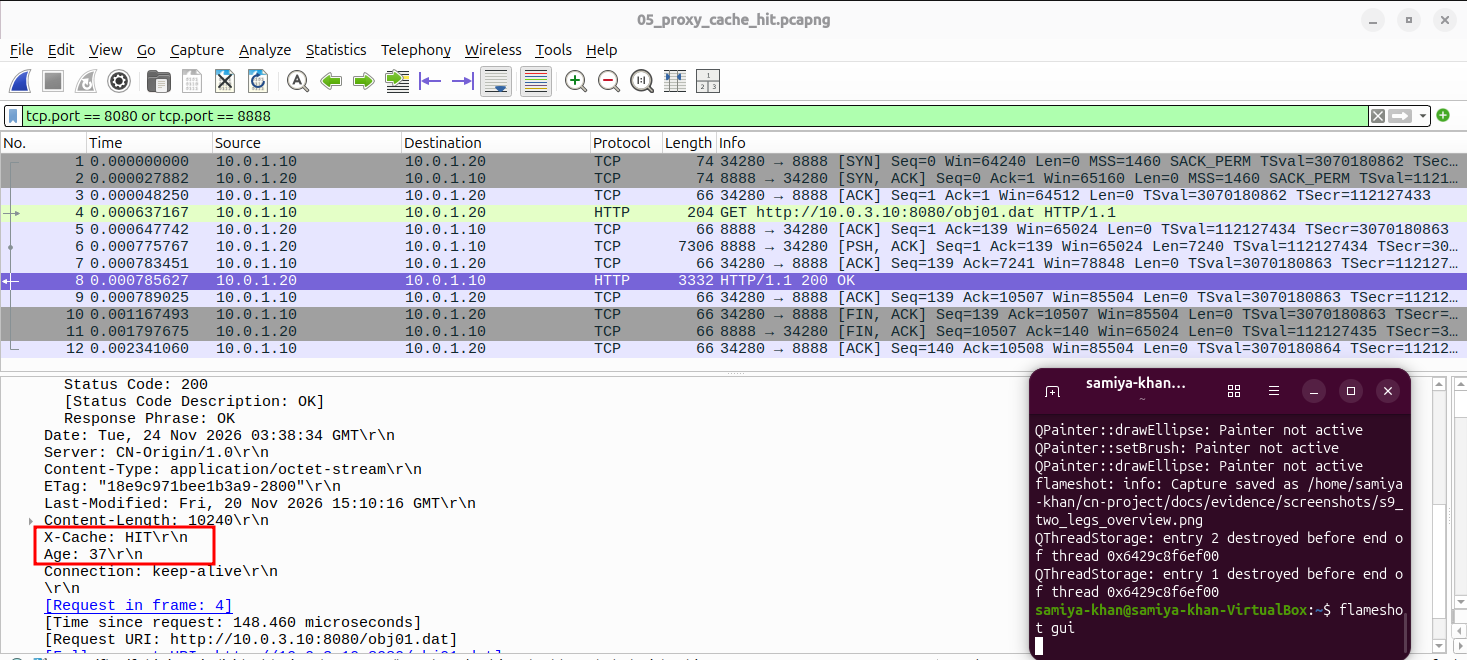 05_proxy_cache_hit.pcapng
File Edit View Go Capture Analyze Statistics Telephony Wireless Tools Help
tcp.port == 8080 or tcp.port == 8888
No. Time Source Destination Protocol Length Info
1 0.000000000 10.0.1.10 10.0.1.20 TCP 74 34280 → 8888 [SYN] Seq=0 Win=64240 Len=0 MSS=1460 SACK_PERM TSval=3070180862 TSec…
2 0.000027882 10.0.1.20 10.0.1.10 TCP 74 8888 → 34280 [SYN, ACK] Seq=0 Ack=1 Win=65160 Len=0 MSS=1460 SACK_PERM TSval=1121…
3 0.000048250 10.0.1.10 10.0.1.20 TCP 66 34280 → 8888 [ACK] Seq=1 Ack=1 Win=64512 Len=0 TSval=3070180862 TSecr=112127433
4 0.000637167 10.0.1.10 10.0.1.20 HTTP 204 GET http://10.0.3.10:8080/obj01.dat HTTP/1.1
5 0.000647742 10.0.1.20 10.0.1.10 TCP 66 8888 → 34280 [ACK] Seq=1 Ack=139 Win=65024 Len=0 TSval=112127434 TSecr=3070180863
6 0.000775767 10.0.1.20 10.0.1.10 TCP 7306 8888 → 34280 [PSH, ACK] Seq=1 Ack=139 Win=65024 Len=7240 TSval=112127434 TSecr=30…
7 0.000783451 10.0.1.10 10.0.1.20 TCP 66 34280 → 8888 [ACK] Seq=139 Ack=7241 Win=78848 Len=0 TSval=3070180863 TSecr=112127…
8 0.000785627 10.0.1.20 10.0.1.10 HTTP 3332 HTTP/1.1 200 OK
9 0.000789025 10.0.1.10 10.0.1.20 TCP 66 34280 → 8888 [ACK] Seq=139 Ack=10507 Win=85504 Len=0 TSval=3070180863 TSecr=11212…
10 0.001167493 10.0.1.10 10.0.1.20 TCP 66 34280 → 8888 [FIN, ACK] Seq=139 Ack=10507 Win=85504 Len=0 TSval=3070180863 TSecr=…
11 0.001797675 10.0.1.20 10.0.1.10 TCP 66 8888 → 34280 [FIN, ACK] Seq=10507 Ack=140 Win=65024 Len=0 TSval=112127435 TSecr=3…
12 0.002341060 10.0.1.10 10.0.1.20 TCP 66 34280 → 8888 [ACK] Seq=140 Ack=10508 Win=85504 Len=0 TSval=3070180864 TSecr=11212…
Status Code: 200
[Status Code Description: OK]
Response Phrase: OK
Date: Tue, 24 Nov 2026 03:38:34 GMT\r\n
Server: CN-Origin/1.0\r\n
Content-Type: application/octet-stream\r\n
ETag: "18e9c971bee1b3a9-2800"\r\n
Last-Modified: Fri, 20 Nov 2026 15:10:16 GMT\r\n
Content-Length: 10240\r\n
X-Cache: HIT\r\n
Age: 37\r\n
Connection: keep-alive\r\n
\r\n
[Request in frame: 4]
[Time since request: 148.460 microseconds]
[Request URI: http://10.0.3.10:8080/obj01.dat]
samiya-khan…
~
QPainter::drawEllipse: Painter not active
QPainter::setBrush: Painter not active
QPainter::drawEllipse: Painter not active
flameshot: info: Capture saved as /home/samiya
-khan/cn-project/docs/evidence/screenshots/s9_
two_legs_overview.png
QThreadStorage: entry 2 destroyed before end o
f thread 0x6429c8f6ef00
QThreadStorage: entry 1 destroyed before end o
f thread 0x6429c8f6ef00
samiya-khan@samiya-khan-VirtualBox:~$ flamesho
t gui